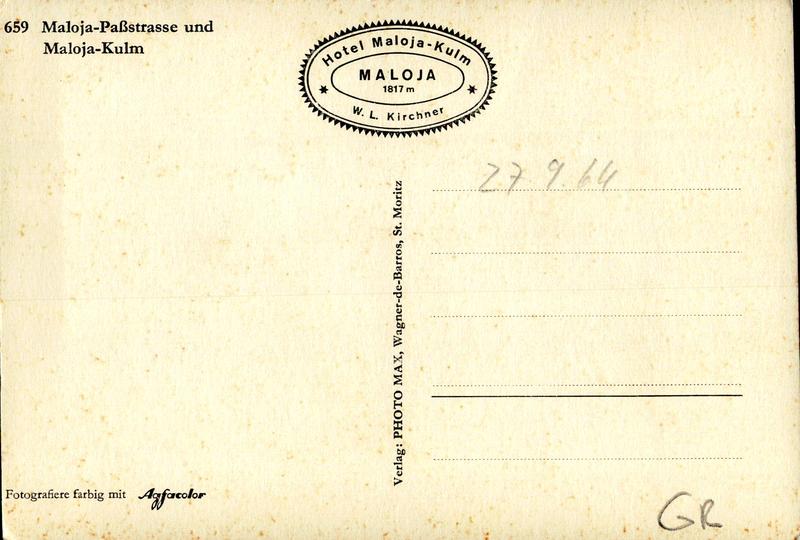 659 Maloja-Paßstrasse und
Maloja-Kulm
Hotel Maloja-Kulm
MALOJA
1817 m
W. L. Kirchner
27 9. 64
Verlag: PHOTO MAX, Wagner-de-Barros, St. Moritz
Fotografiere farbig mit Agfacolor
GR